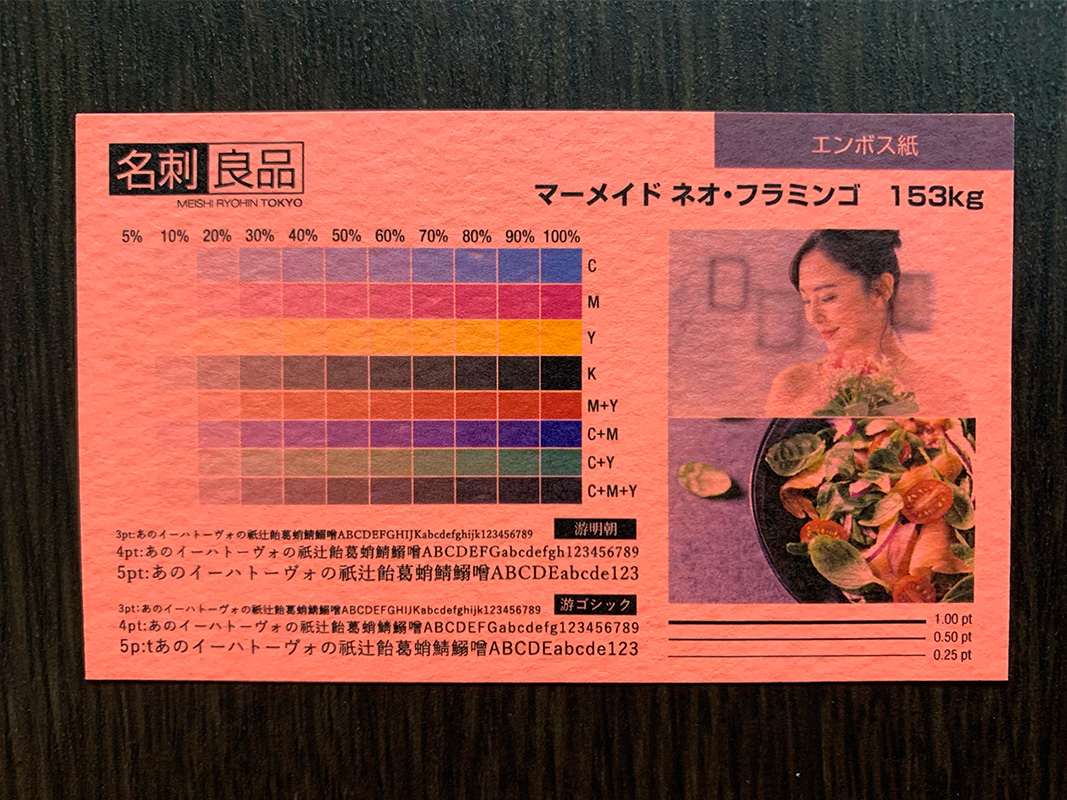 名刺良品
MEISHI RYOHIN TOKYO
エンボス紙
マーメイド ネオ・フラミンゴ 153kg
5% 10% 20% 30% 40% 50% 60% 70% 80% 90% 100%
C
M
Y
K
M+Y
C+M
C+Y
C+M+Y
游明朝
3pt:あのイーハトーヴォの祇辻飴葛蛸鯖鰯噌ABCDEFGHIJKabcdefghijk123456789
4pt:あのイーハトーヴォの祇辻飴葛蛸鯖鰯噌ABCDEFGabcdefgh123456789
5pt:あのイーハトーヴォの祇辻飴葛蛸鯖鰯噌ABCDEabcde123
游ゴシック
3pt:あのイーハトーヴォの祇辻飴葛蛸鯖鰯噌ABCDEFGHIJKabcdefghijk123456789
4pt:あのイーハトーヴォの祇辻飴葛蛸鯖鰯噌ABCDEFGabcdefg123456789
5p:tあのイーハトーヴォの祇辻飴葛蛸鯖鰯噌ABCDEabcde123
1.00 pt
0.50 pt
0.25 pt